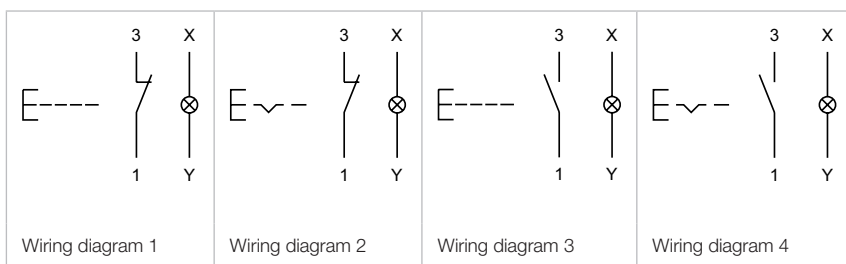 3 X
1 Y
Wiring diagram 1
3 X
1 Y
Wiring diagram 2
3 X
1 Y
Wiring diagram 3
3 X
1 Y
Wiring diagram 4